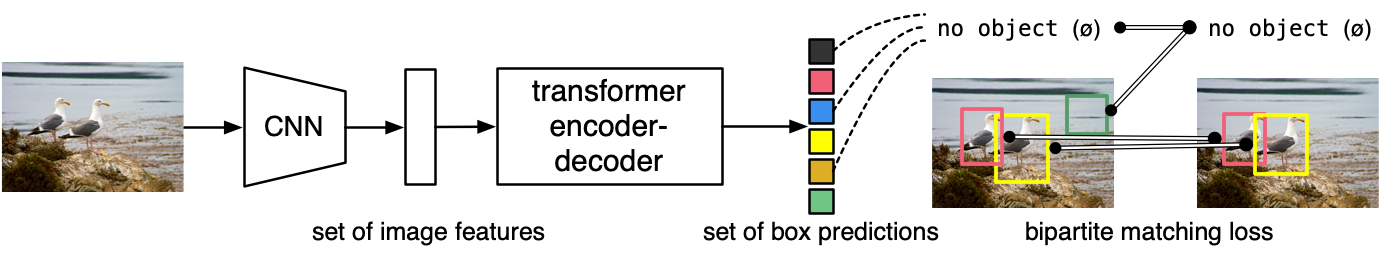 no object (ø)
no object (ø)
CNN
transformer
encoder-
decoder
set of image features
set of box predictions
bipartite matching loss